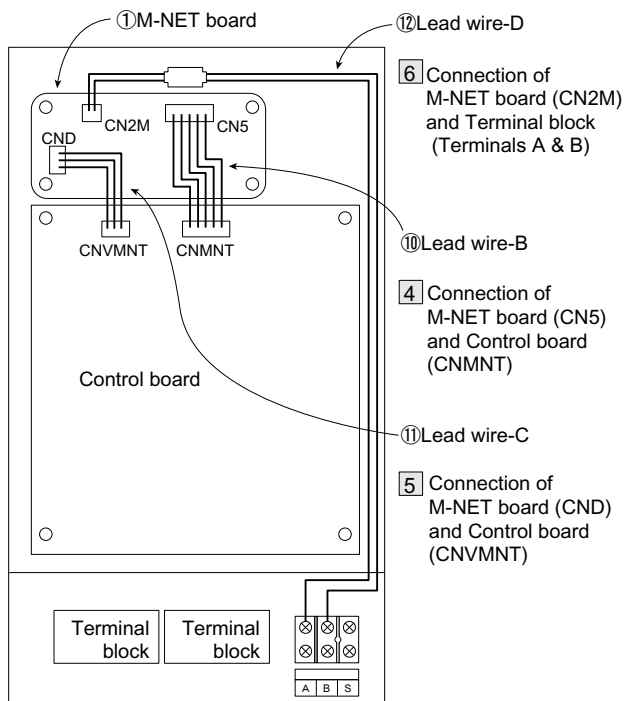 ①M-NET board
⑫Lead wire-D
6 Connection of
M-NET board (CN2M)
and Terminal block
(Terminals A & B)
CN2M
CN5
CND
CNVMNT
CNMNT
⑩Lead wire-B
4 Connection of
M-NET board (CN5)
and Control board
(CNMNT)
Control board
⑪Lead wire-C
5 Connection of
M-NET board (CND)
and Control board
(CNVMNT)
Terminal
block
Terminal
block
A B S